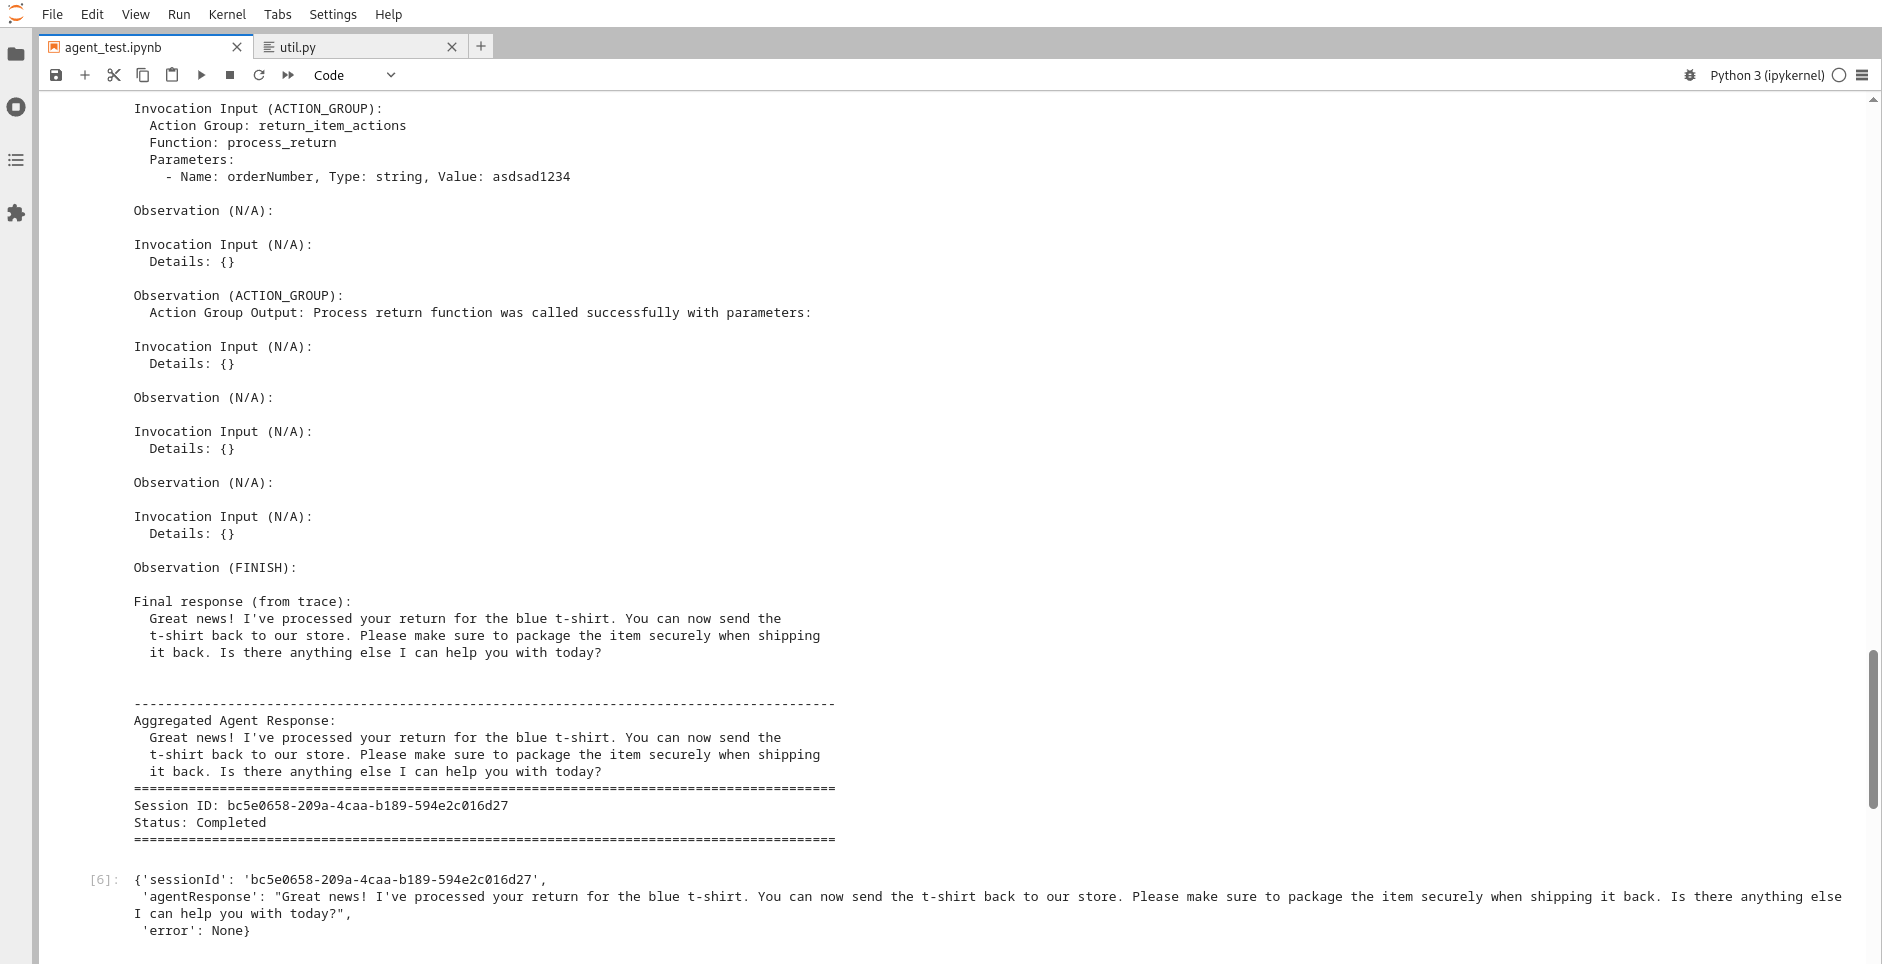 File Edit View Run Kernel Tabs Settings Help
agent_test.ipynb util.py
Code Python 3 (ipykernel)
Invocation Input (ACTION_GROUP):
Action Group: return_item_actions
Function: process_return
Parameters:
- Name: orderNumber, Type: string, Value: asdsad1234
Observation (N/A):
Invocation Input (N/A):
Details: {}
Observation (ACTION_GROUP):
Action Group Output: Process return function was called successfully with parameters:
Invocation Input (N/A):
Details: {}
Observation (N/A):
Invocation Input (N/A):
Details: {}
Observation (N/A):
Invocation Input (N/A):
Details: {}
Observation (FINISH):
Final response (from trace):
Great news! I've processed your return for the blue t-shirt. You can now send the
t-shirt back to our store. Please make sure to package the item securely when shipping
it back. Is there anything else I can help you with today?
------------------------------------------------------------------------------------------
Aggregated Agent Response:
Great news! I've processed your return for the blue t-shirt. You can now send the
t-shirt back to our store. Please make sure to package the item securely when shipping
it back. Is there anything else I can help you with today?
==========================================================================================
Session ID: bc5e0658-209a-4caa-b189-594e2c016d27
Status: Completed
==========================================================================================
[6]: {'sessionId': 'bc5e0658-209a-4caa-b189-594e2c016d27',
'agentResponse': "Great news! I've processed your return for the blue t-shirt. You can now send the t-shirt back to our store. Please make sure to package the item securely when shipping it back. Is there anything else
I can help you with today?",
'error': None}